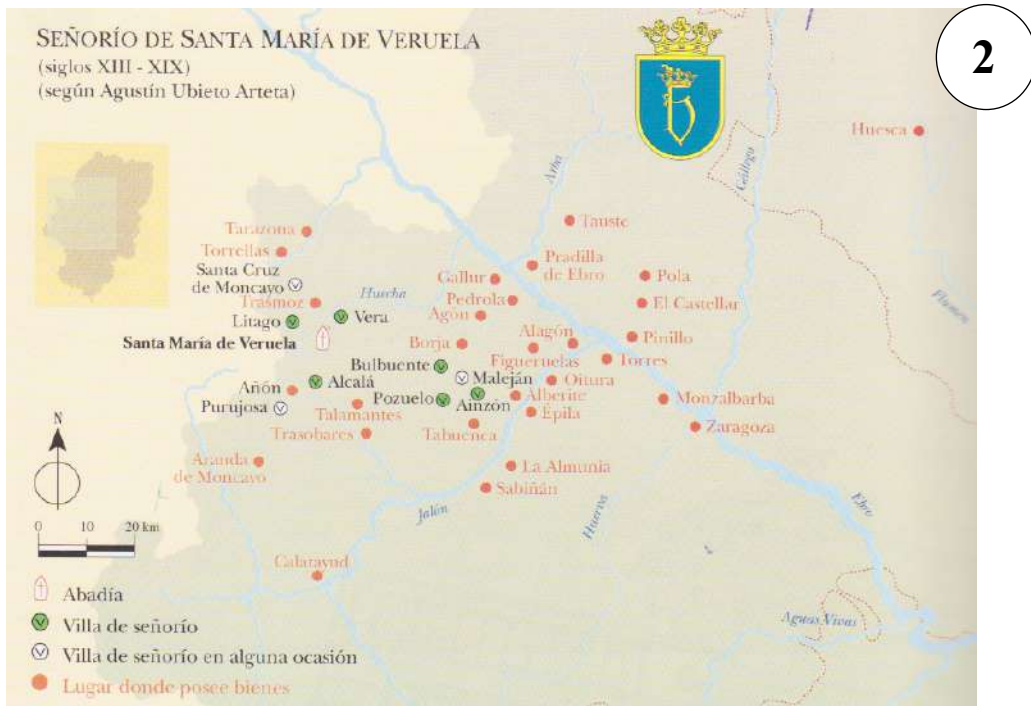 SEÑORÍO DE SANTA MARÍA DE VERUELA
(siglos XIII - XIX)
(según Agustín Ubieto Arteta)
2
Huesca
Arba
Gállego
Tauste
Tarazona
Torrellas
Pradilla
de Ebro
Santa Cruz
de Moncayo
Gallur
Pola
Flumen
Huecha
Trasmoz
Pedrola
El Castellar
Litago
Vera
Agón
Santa María de Veruela
Borja
Alagón
Pinillo
Figueruelas
Torres
Bulbuente
Maleján
Oitura
Añón
Alcalá
Pozuelo
Ainzón
Alberite
Monzalbarba
Purujosa
Talamantes
Épila
Trasobares
Tabuenca
Zaragoza
N
Aranda
de Moncayo
La Almunia
Sabiñán
Jalón
Huerva
Ebro
0 10 20 km
Calatayud
Aguas Vivas
Abadía
Villa de señorío
Villa de señorío en alguna ocasión
Lugar donde posee bienes